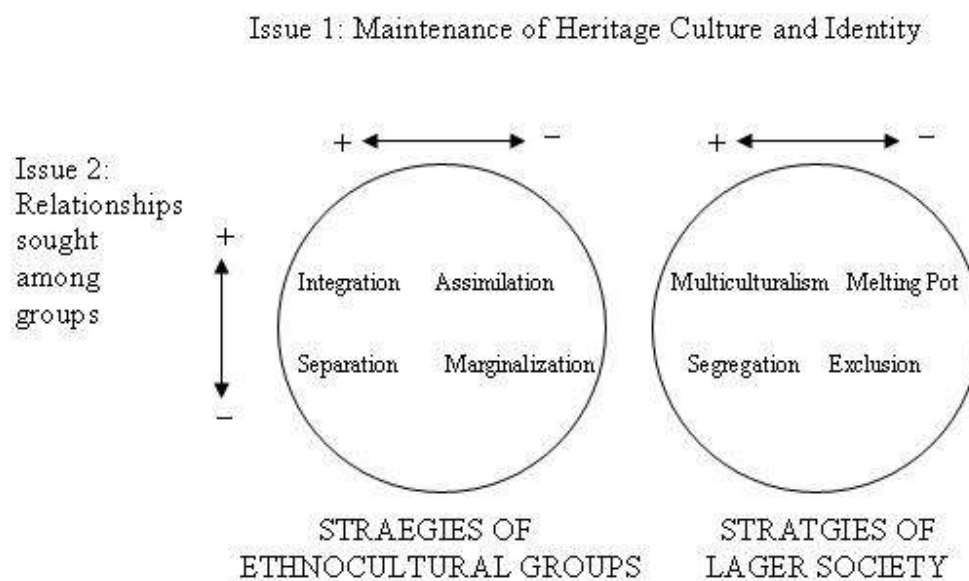 Issue 1: Maintenance of Heritage Culture and Identity
+ −
+ −
Issue 2:
Relationships
sought
among
groups
+
−
Integration Assimilation
Separation Marginalization
Multiculturalism Melting Pot
Segregation Exclusion
STRAEGIES OF
ETHNOCULTURAL GROUPS
STRATGIES OF
LAGER SOCIETY